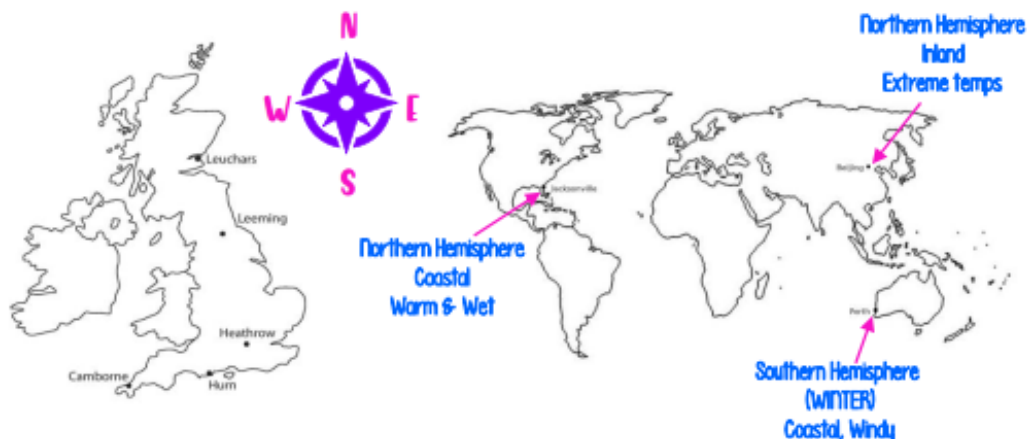 N
W E
S
Leuchars
Leeming
Heathrow
Camborne
Hurn
Northern Hemisphere
Inland
Extreme temps
Beijing
Jacksonville
Northern Hemisphere
Coastal
Warm & Wet
Perth
Southern Hemisphere
(WINTER)
Coastal, Windy